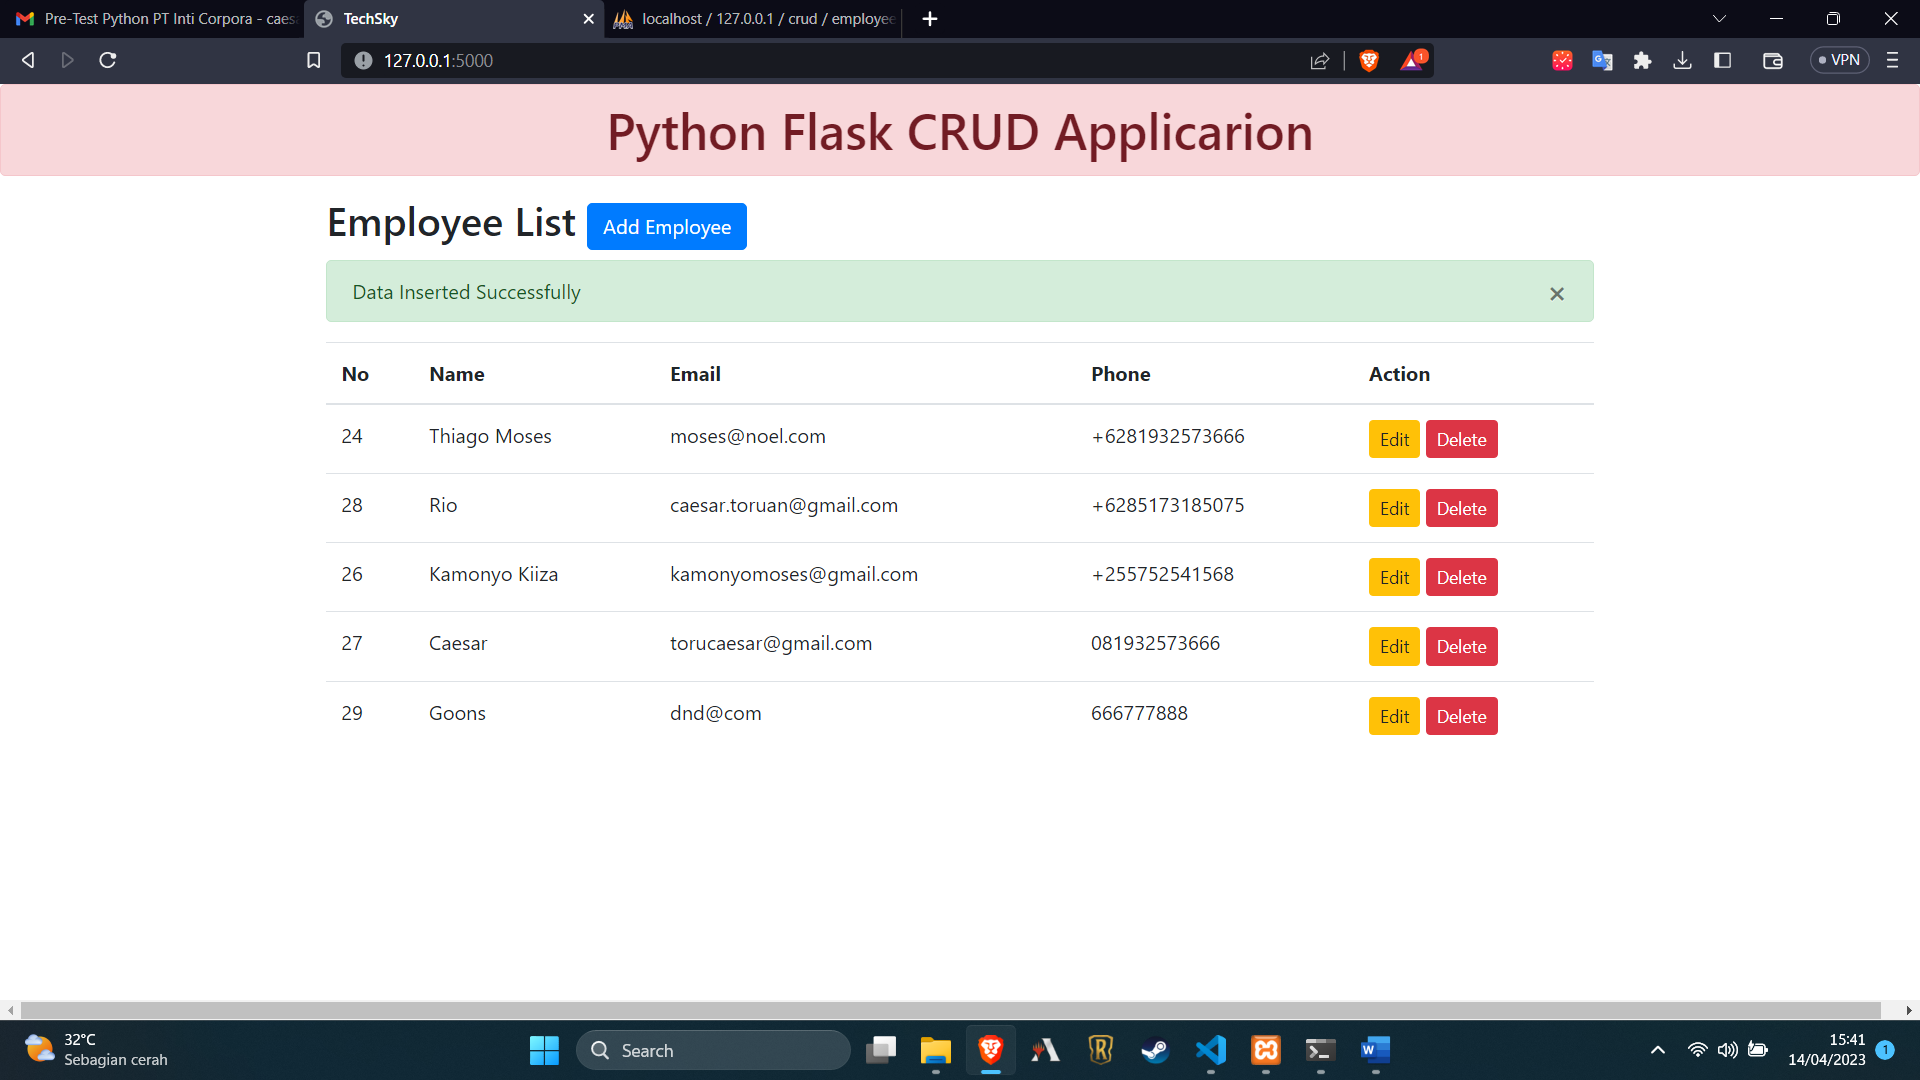 Pre-Test Python PT Inti Corpora - caes
TechSky
localhost / 127.0.0.1 / crud / employee
127.0.0.1:5000
1
VPN
Python Flask CRUD Applicarion
Employee List Add Employee
Data Inserted Successfully ×
No Name Email Phone Action
24 Thiago Moses moses@noel.com +6281932573666 Edit Delete
28 Rio caesar.toruan@gmail.com +6285173185075 Edit Delete
26 Kamonyo Kiiza kamonyomoses@gmail.com +255752541568 Edit Delete
27 Caesar torucaesar@gmail.com 081932573666 Edit Delete
29 Goons dnd@com 666777888 Edit Delete
32°C
Sebagian cerah
Search
15:41
14/04/2023
1